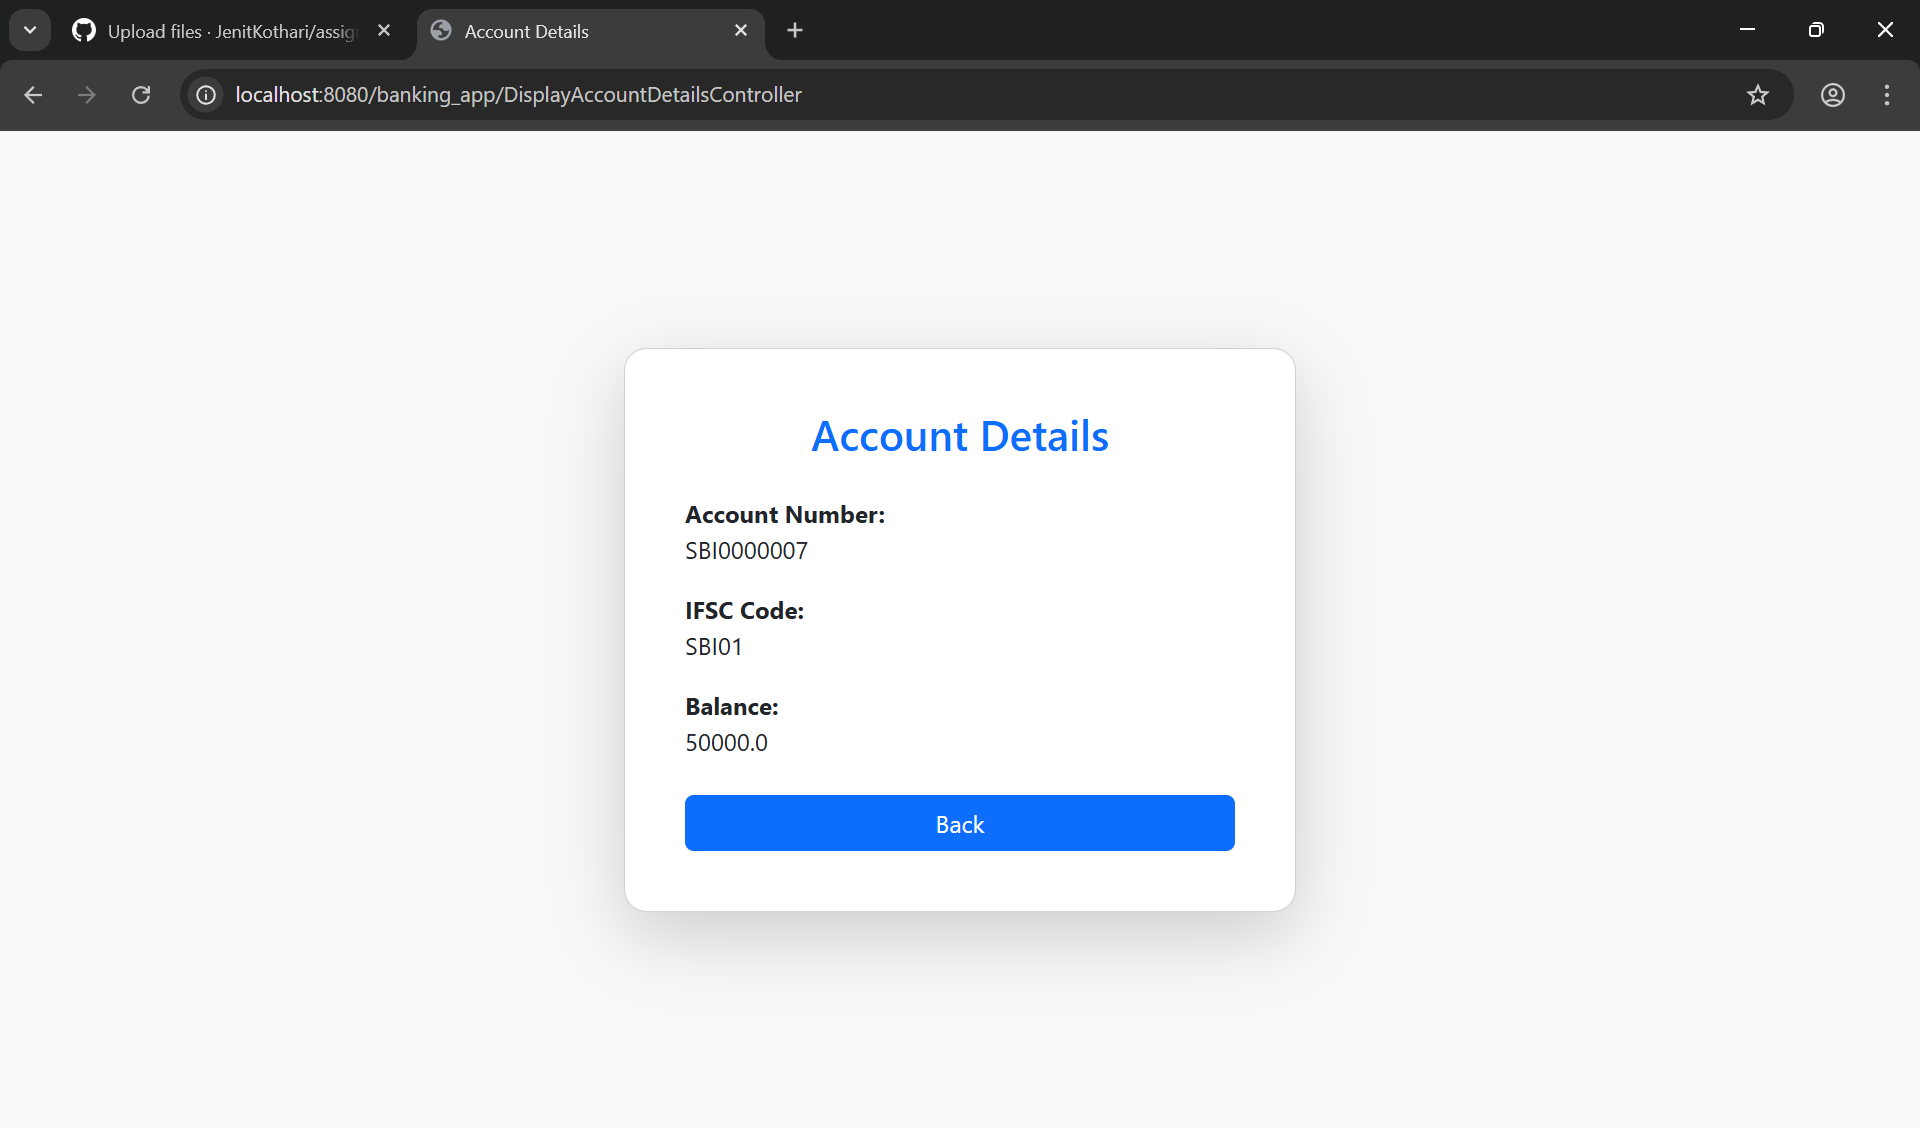 Upload files · JenitKothari/assig
Account Details
localhost:8080/banking_app/DisplayAccountDetailsController
Account Details
Account Number:
SBI0000007
IFSC Code:
SBI01
Balance:
50000.0
Back